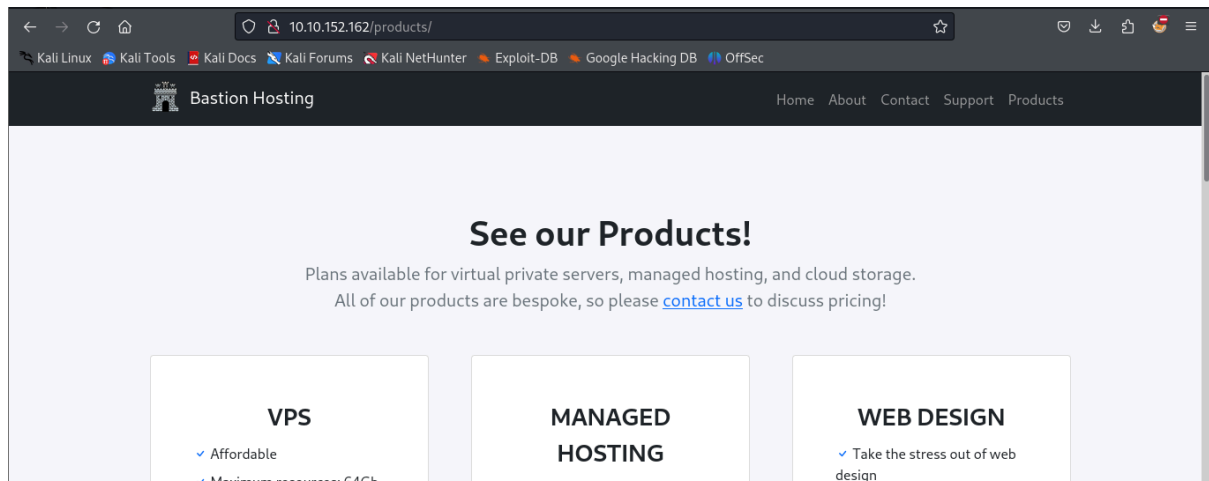 10.10.152.162/products/
Kali Linux Kali Tools Kali Docs Kali Forums Kali NetHunter Exploit-DB Google Hacking DB OffSec
Bastion Hosting Home About Contact Support Products
See our Products!
Plans available for virtual private servers, managed hosting, and cloud storage.
All of our products are bespoke, so please contact us to discuss pricing!
VPS
Affordable
Maximum resources: 64Gb
MANAGED
HOSTING
WEB DESIGN
Take the stress out of web
design